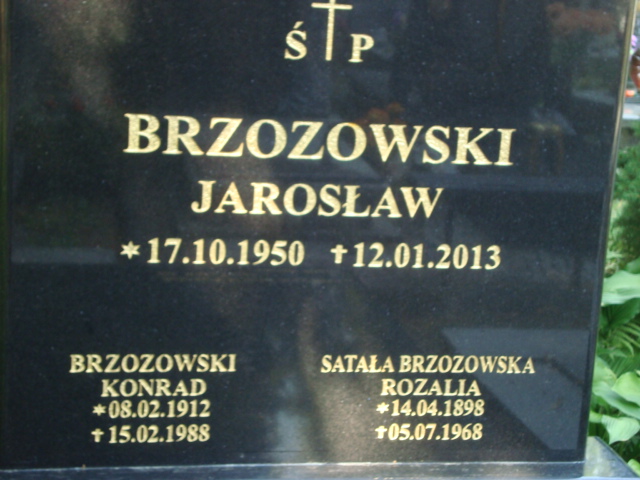 Ś P
BRZOZOWSKI
JAROSŁAW
*17.10.1950 ✝12.01.2013
BRZOZOWSKI
KONRAD
*08.02.1912
✝15.02.1988
SATAŁA BRZOZOWSKA
ROZALIA
*14.04.1898
✝05.07.1968